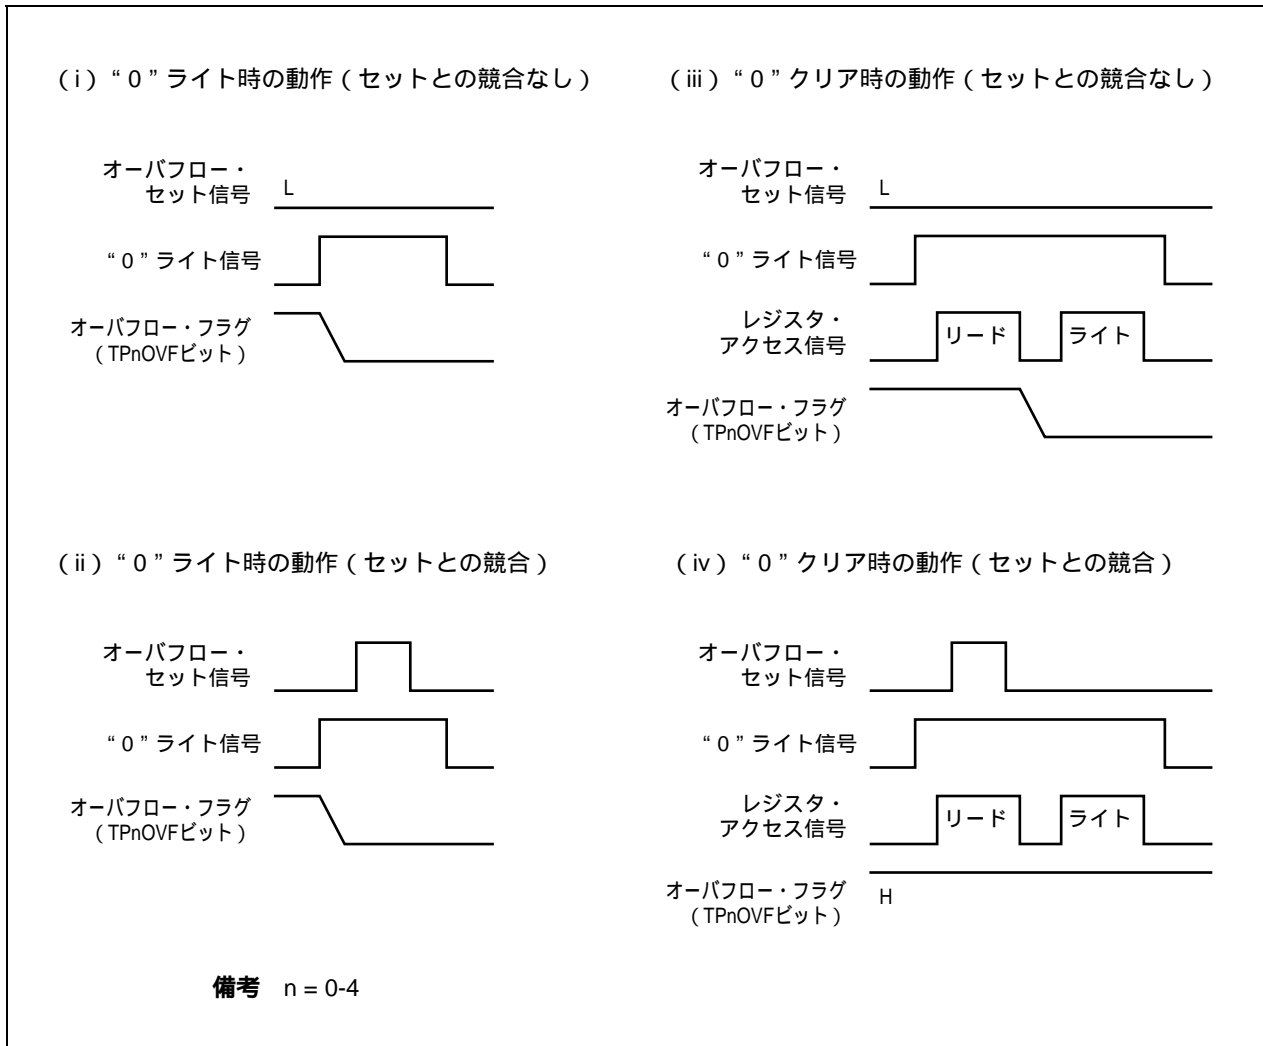 （i）“0”ライト時の動作（セットとの競合なし）
オーバフロー・
セット信号
L
“0”ライト信号
オーバフロー・フラグ
（TPnOVFビット）
（iii）“0”クリア時の動作（セットとの競合なし）
オーバフロー・
セット信号
L
“0”ライト信号
レジスタ・
アクセス信号
リード
ライト
オーバフロー・フラグ
（TPnOVFビット）
（ii）“0”ライト時の動作（セットとの競合）
オーバフロー・
セット信号
“0”ライト信号
オーバフロー・フラグ
（TPnOVFビット）
（iv）“0”クリア時の動作（セットとの競合）
オーバフロー・
セット信号
“0”ライト信号
レジスタ・
アクセス信号
リード
ライト
オーバフロー・フラグ
（TPnOVFビット）
H
備考 n = 0-4